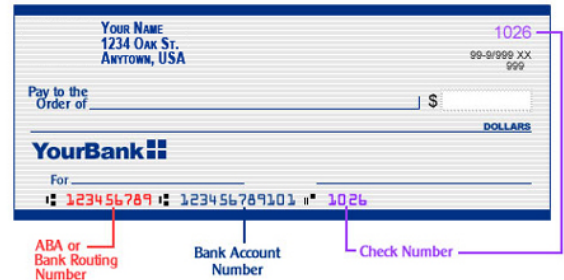 YOUR NAME
1234 OAK ST.
ANYTOWN, USA
1026
99-9/999 XX
999
Pay to the
Order of
$
DOLLARS
YourBank
For
⑆ 123456789 ⑆ 123456789101 ⑈ 1026
ABA or
Bank Routing
Number
Bank Account
Number
Check Number